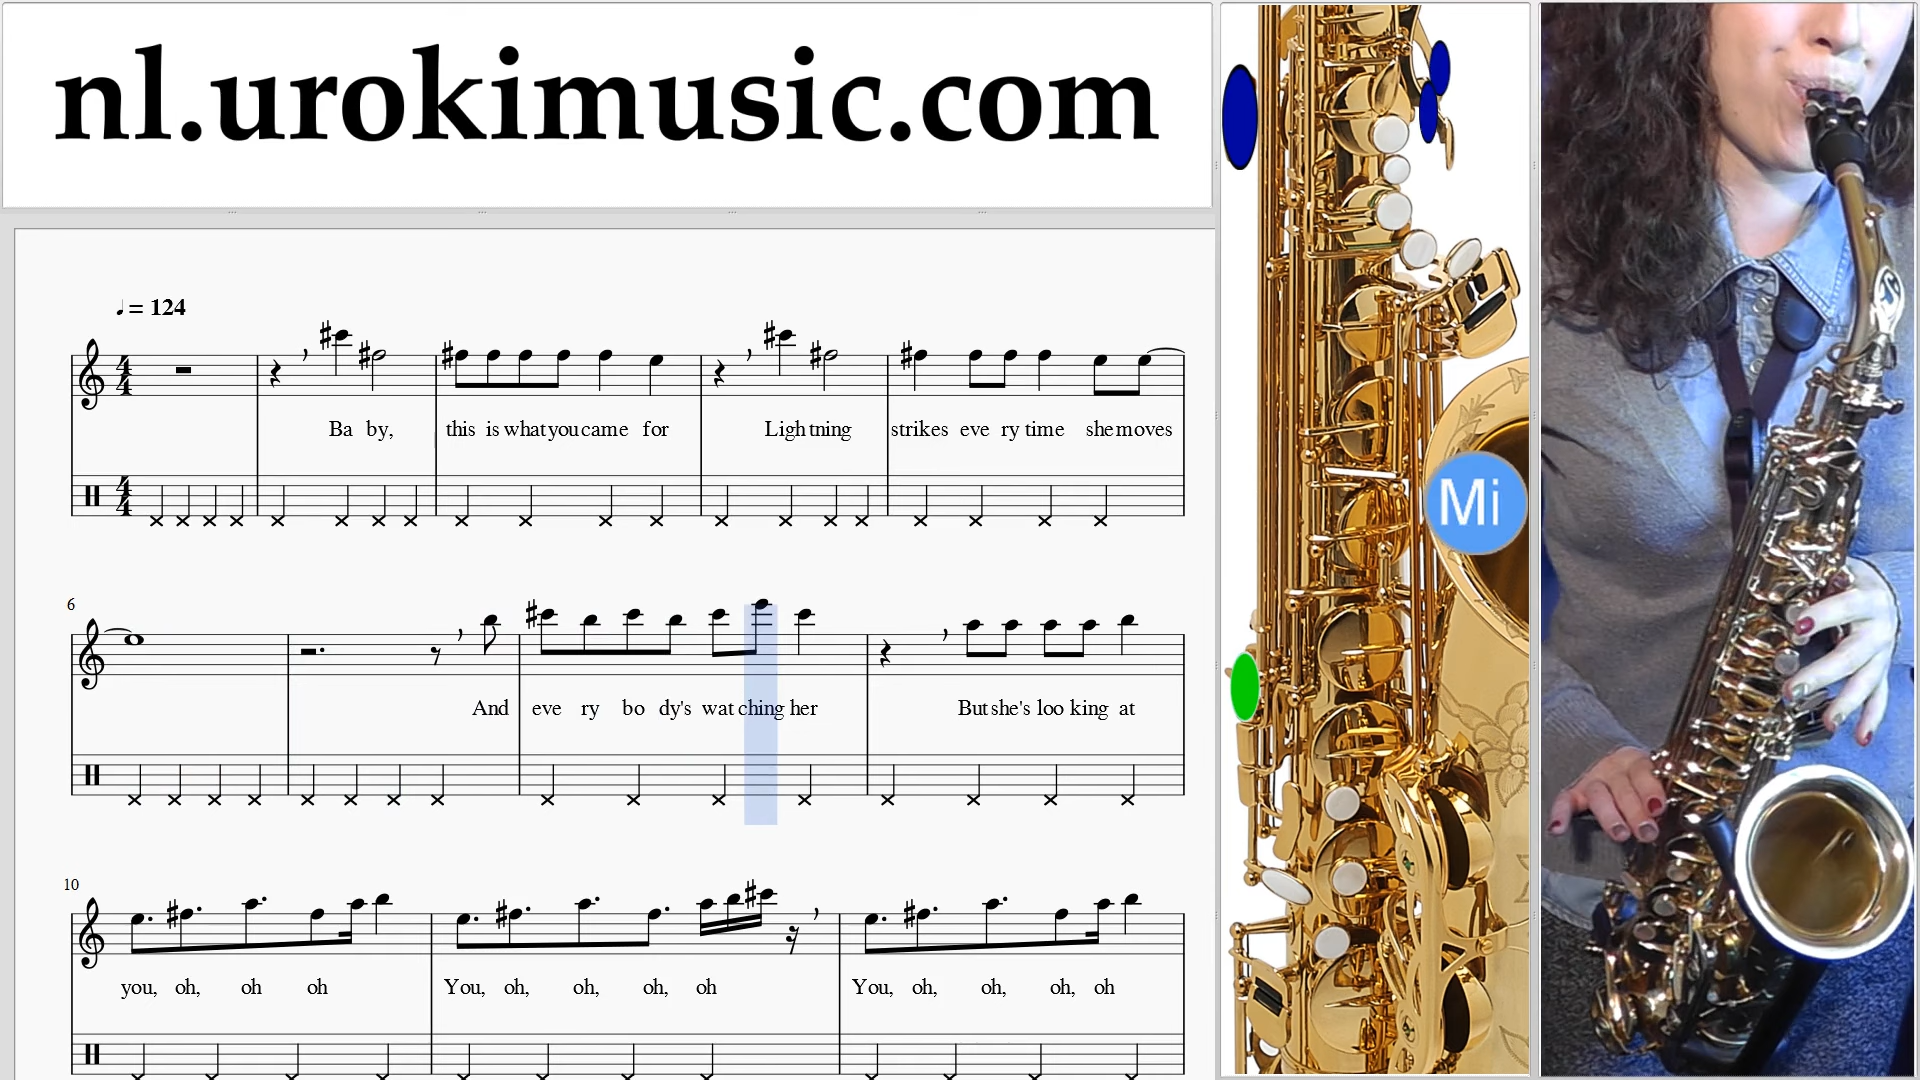 nl.urokimusic.com
♩ = 124
Ba by, this is what you came for Ligh tning strikes eve ry time she moves
6
And eve ry bo dy's wat ching her But she's loo king at
10
you, oh, oh oh You, oh, oh, oh, oh You, oh, oh, oh, oh
Mi